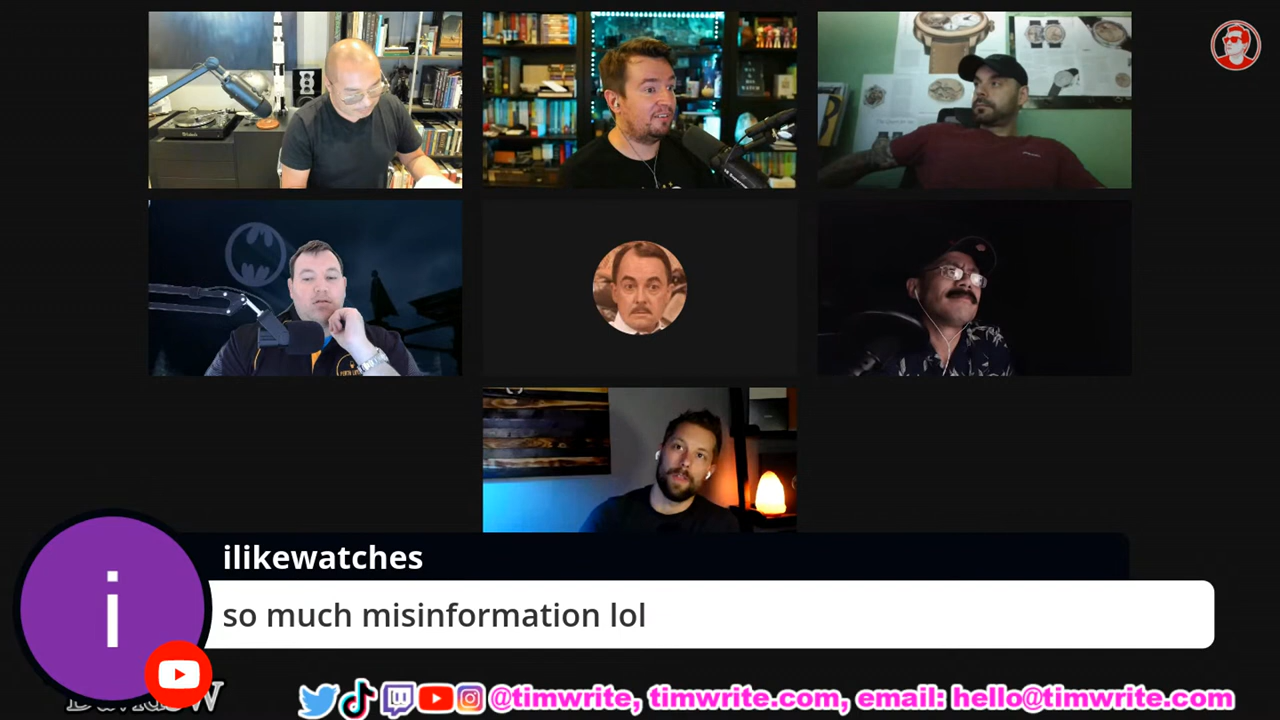 ilikewatches
so much misinformation lol
i
@timwrite, timwrite.com, email: hello@timwrite.com